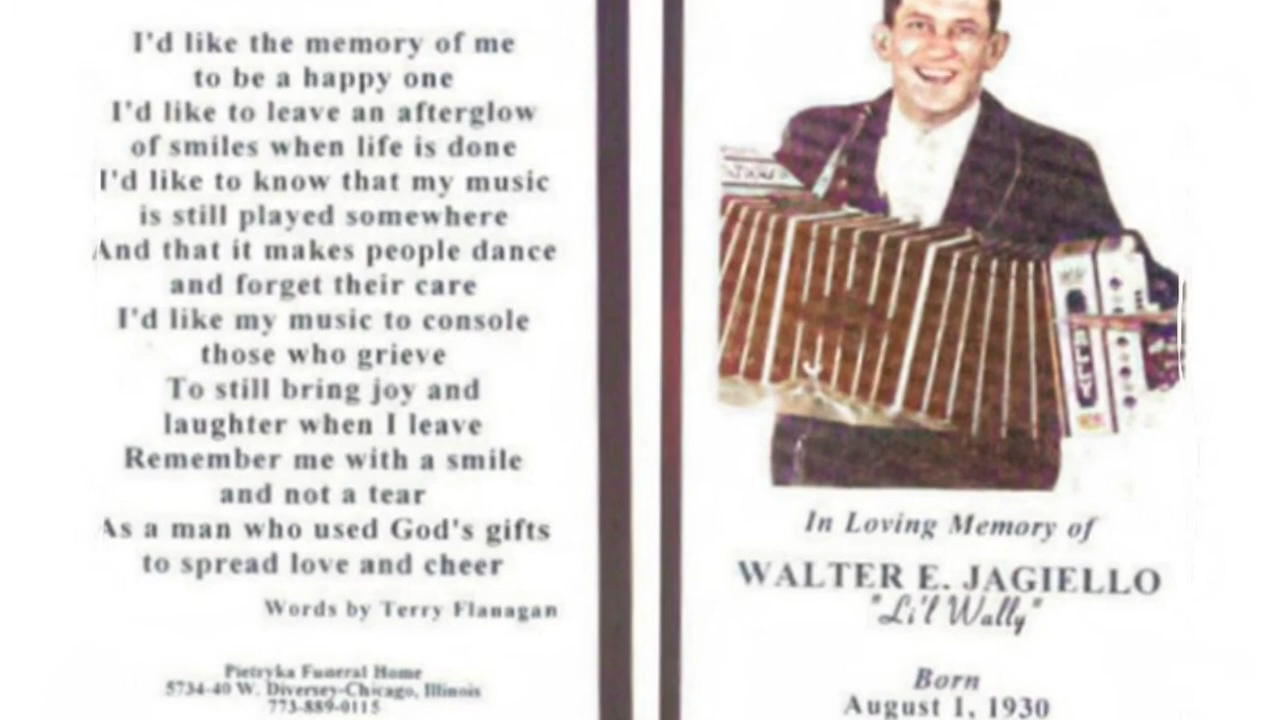 I'd like the memory of me
to be a happy one
I'd like to leave an afterglow
of smiles when life is done
I'd like to know that my music
is still played somewhere
And that it makes people dance
and forget their care
I'd like my music to console
those who grieve
To still bring joy and
laughter when I leave
Remember me with a smile
and not a tear
As a man who used God's gifts
to spread love and cheer
Words by Terry Flanagan
Pietryka Funeral Home
5734-40 W. Diversey-Chicago, Illinois
773-889-0115
In Loving Memory of
WALTER E. JAGIELLO
"Li'l Wally"
Born
August 1, 1930